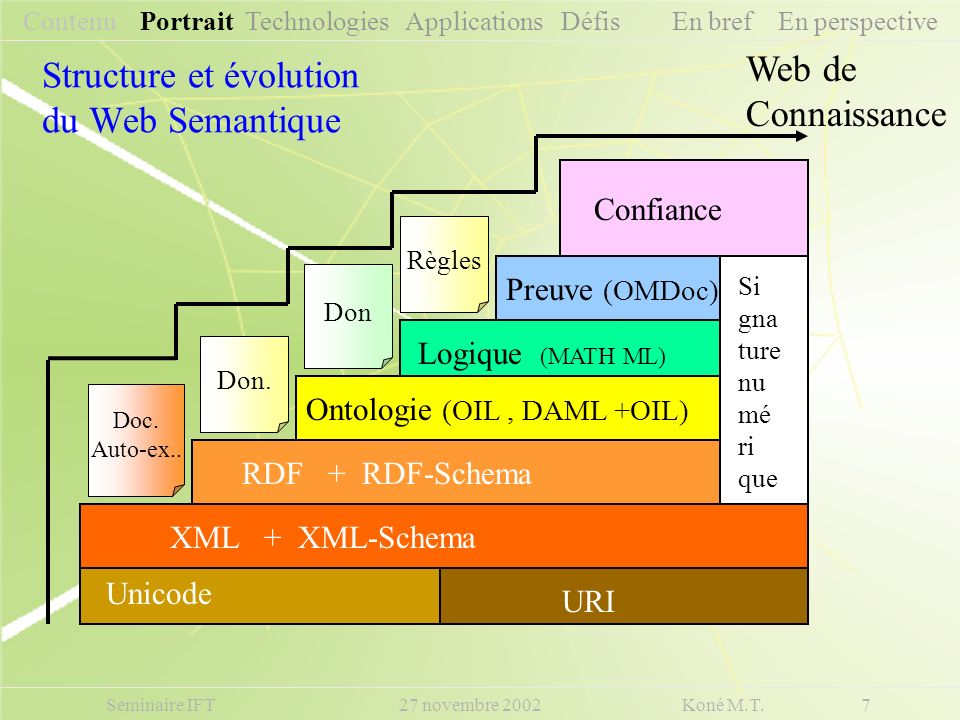 Contenu Portrait Technologies Applications Défis En bref En perspective
Structure et évolution
du Web Semantique
Web de
Connaissance
Confiance
Règles
Preuve (OMDoc)
Si
gna
ture
nu
mé
ri
que
Don
Logique (MATH ML)
Don.
Ontologie (OIL , DAML +OIL)
Doc.
Auto-ex..
RDF + RDF-Schema
XML + XML-Schema
Unicode
URI
Seminaire IFT 27 novembre 2002 Koné M.T. 7